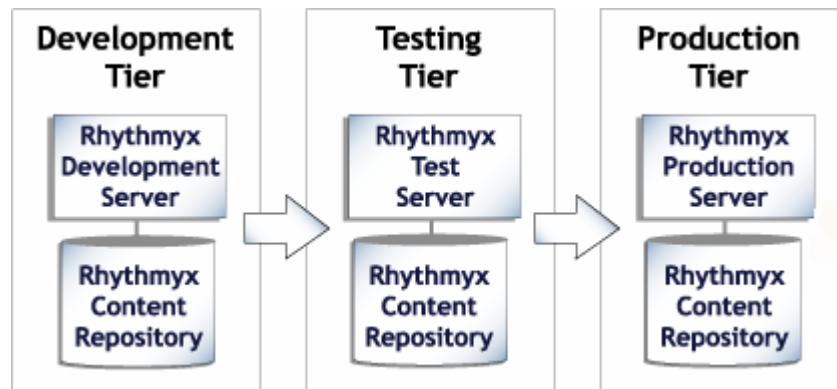 Development
Tier
Rhythmyx
Development
Server
Rhythmyx
Content
Repository
Testing
Tier
Rhythmyx
Test
Server
Rhythmyx
Content
Repository
Production
Tier
Rhythmyx
Production
Server
Rhythmyx
Content
Repository